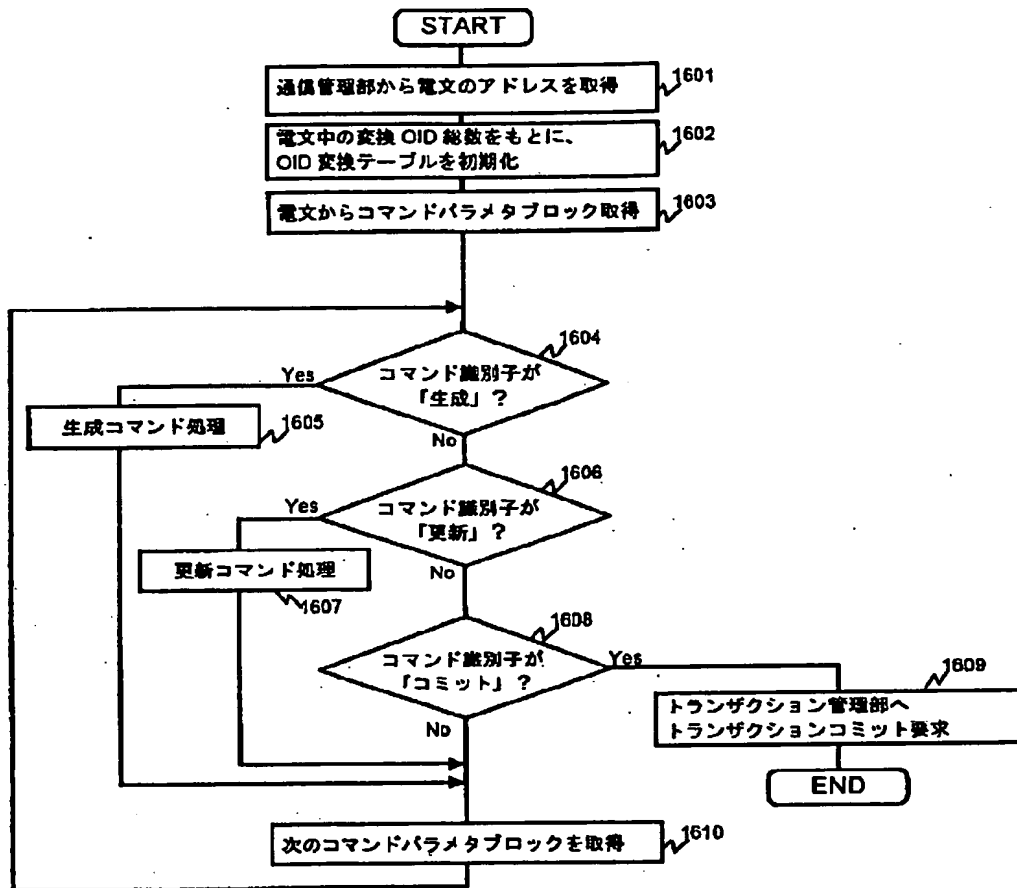 START
通信管理部から電文のアドレスを取得
1601
電文中の変換 OID 総数をもとに、
OID 変換テーブルを初期化
1602
電文からコマンドパラメタブロック取得
1603
1604
Yes
コマンド識別子が
「生成」?
生成コマンド処理
1605
No
1606
Yes
コマンド識別子が
「更新」?
更新コマンド処理
No
1607
1608
コマンド識別子が
「コミット」?
Yes
1609
トランザクション管理部へ
トランザクションコミット要求
No
END
次のコマンドパラメタブロックを取得
1610